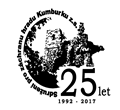 Sdružení pro záchranu hradu Kumburku z.s.
25 let
1992 - 2017